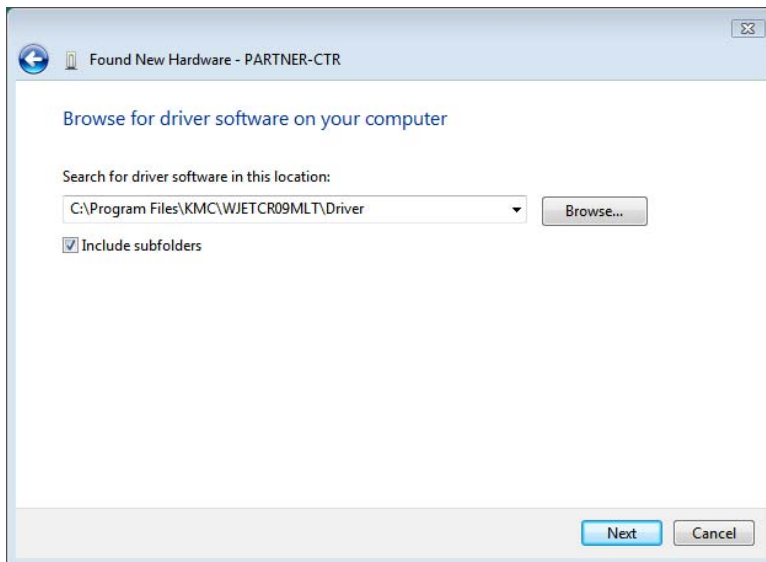 Found New Hardware - PARTNER-CTR
Browse for driver software on your computer
Search for driver software in this location:
C:\Program Files\KMC\WJETCR09MLT\Driver
Browse...
Include subfolders
Next
Cancel